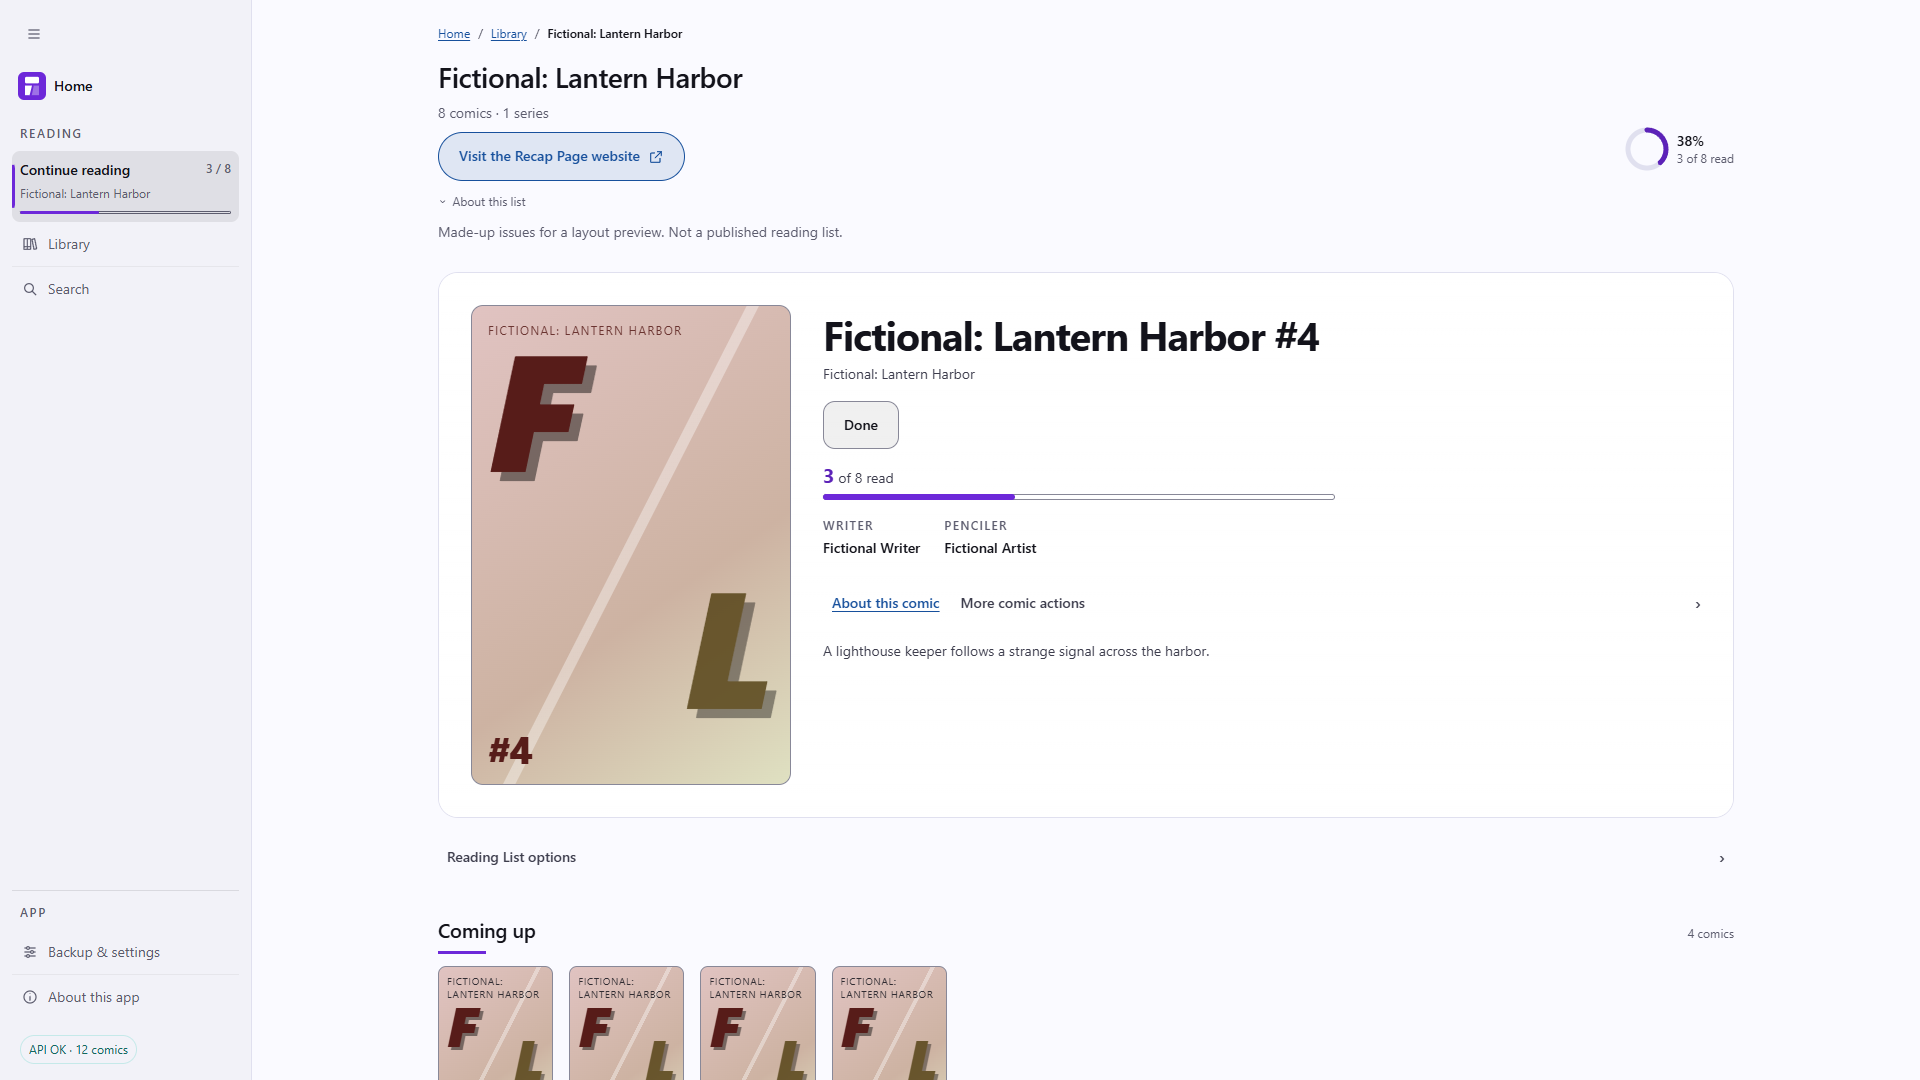 Home
READING
Continue reading 3 / 8
Fictional: Lantern Harbor
Library
Search
APP
Backup & settings
About this app
API OK · 12 comics
Home / Library / Fictional: Lantern Harbor
Fictional: Lantern Harbor
8 comics · 1 series
Visit the Recap Page website
38%
3 of 8 read
About this list
Made-up issues for a layout preview. Not a published reading list.
FICTIONAL: LANTERN HARBOR
F
L
#4
Fictional: Lantern Harbor #4
Fictional: Lantern Harbor
Done
3 of 8 read
WRITER PENCILER
Fictional Writer Fictional Artist
About this comic More comic actions
A lighthouse keeper follows a strange signal across the harbor.
Reading List options
Coming up
4 comics
FICTIONAL:
LANTERN HARBOR
F
L
FICTIONAL:
LANTERN HARBOR
F
L
FICTIONAL:
LANTERN HARBOR
F
L
FICTIONAL:
LANTERN HARBOR
F
L